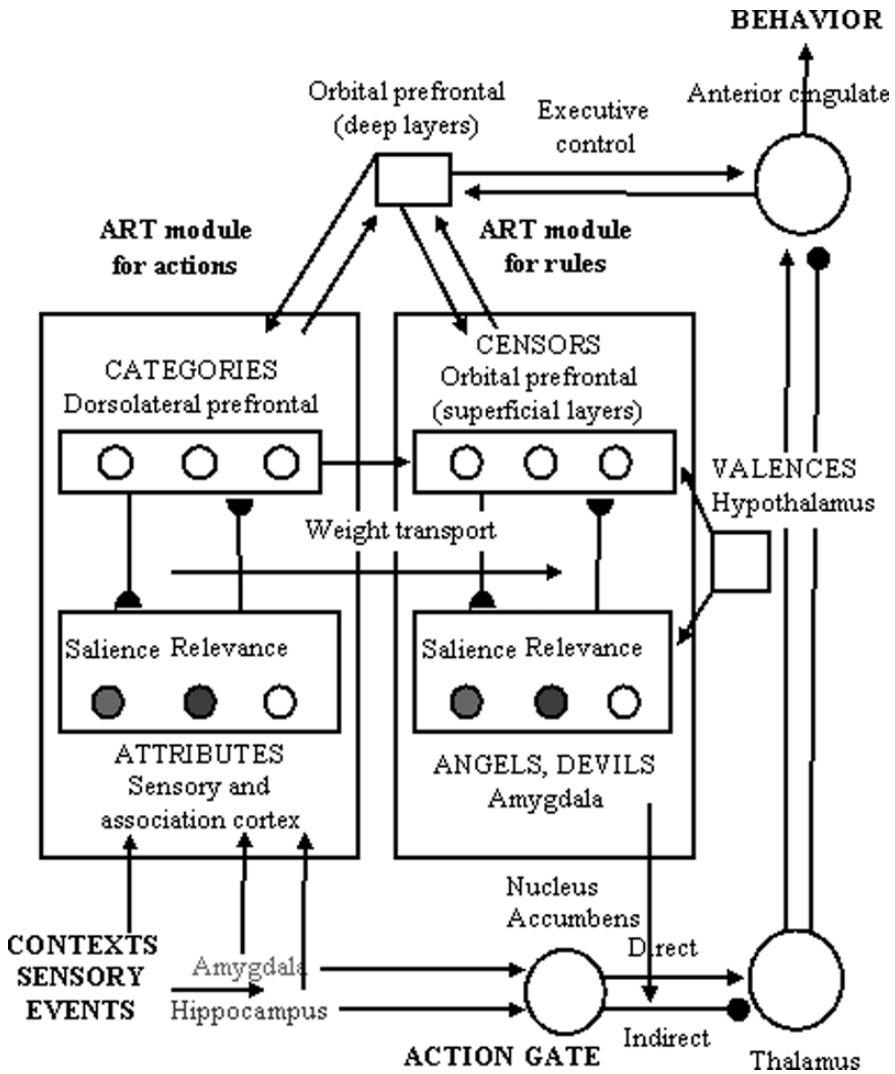 BEHAVIOR
Orbital prefrontal
(deep layers)
Executive
control
Anterior cingulate
ART module
for actions
ART module
for rules
CATEGORIES
Dorsolateral prefrontal
CENSORS
Orbital prefrontal
(superficial layers)
VALENCES
Hypothalamus
Weight transport
Salience Relevance
Salience Relevance
ATTRIBUTES
Sensory and
association cortex
ANGELS, DEVILS
Amygdala
Nucleus
Accumbens
CONTEXTS
SENSORY
EVENTS
Amygdala
Hippocampus
Direct
Indirect
ACTION GATE
Thalamus